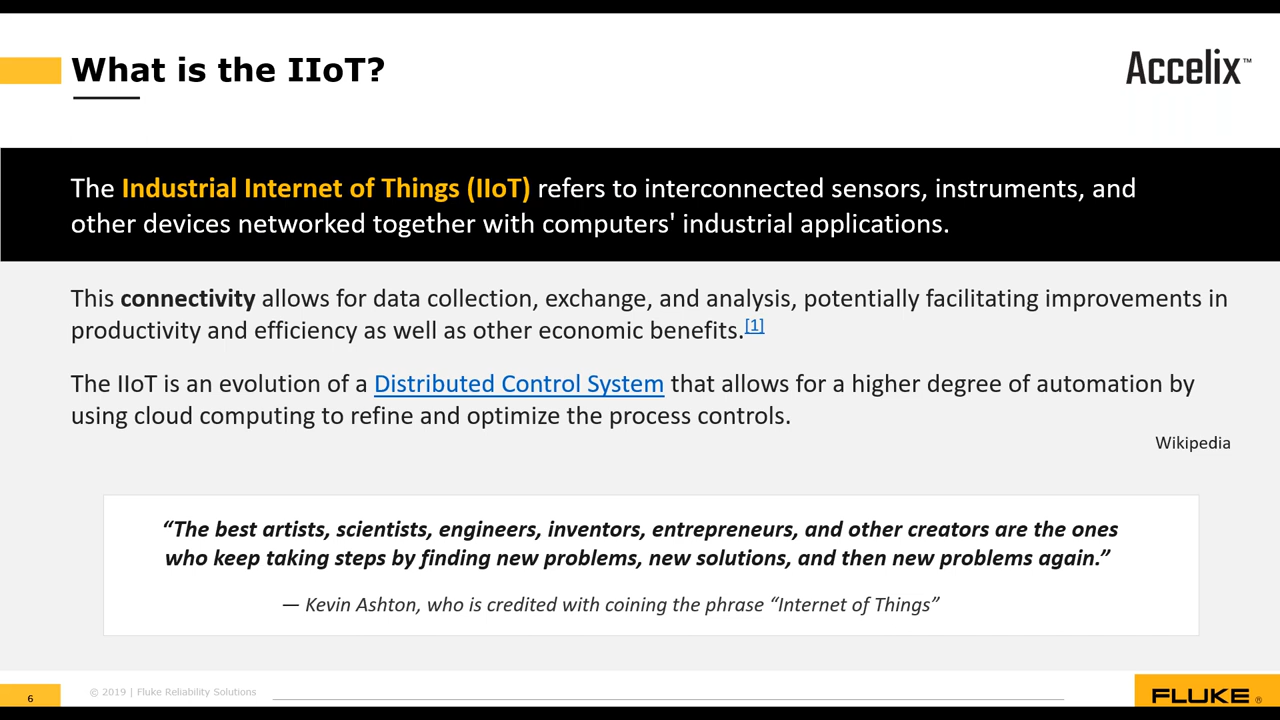 What is the IIoT?
Accelix™
The Industrial Internet of Things (IIoT) refers to interconnected sensors, instruments, and
other devices networked together with computers' industrial applications.
This connectivity allows for data collection, exchange, and analysis, potentially facilitating improvements in
productivity and efficiency as well as other economic benefits.[1]
The IIoT is an evolution of a Distributed Control System that allows for a higher degree of automation by
using cloud computing to refine and optimize the process controls.
Wikipedia
“The best artists, scientists, engineers, inventors, entrepreneurs, and other creators are the ones
who keep taking steps by finding new problems, new solutions, and then new problems again.”
— Kevin Ashton, who is credited with coining the phrase “Internet of Things”
6
© 2019 | Fluke Reliability Solutions
FLUKE®